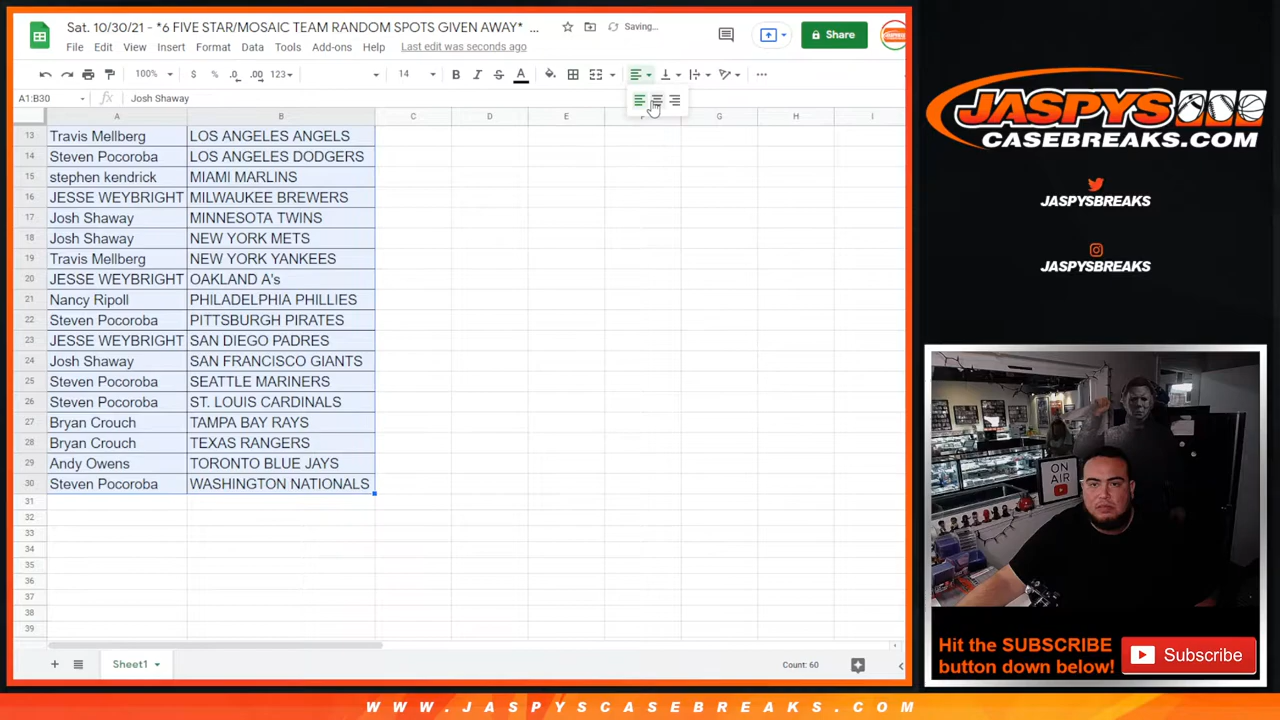 Sat. 10/30/21 - *6 FIVE STAR/MOSAIC TEAM RANDOM SPOTS GIVEN AWAY* ...
Saving...
File Edit View Insert Format Data Tools Add-ons Help Last edit was seconds ago
Share
100% $ % .0 .00 123 14 B I S A
A1:B30 fx Josh Shaway
A B C D E F G H I
13 Travis Mellberg LOS ANGELES ANGELS
14 Steven Pocoroba LOS ANGELES DODGERS
15 stephen kendrick MIAMI MARLINS
16 JESSE WEYBRIGHT MILWAUKEE BREWERS
17 Josh Shaway MINNESOTA TWINS
18 Josh Shaway NEW YORK METS
19 Travis Mellberg NEW YORK YANKEES
20 JESSE WEYBRIGHT OAKLAND A's
21 Nancy Ripoll PHILADELPHIA PHILLIES
22 Steven Pocoroba PITTSBURGH PIRATES
23 JESSE WEYBRIGHT SAN DIEGO PADRES
24 Josh Shaway SAN FRANCISCO GIANTS
25 Steven Pocoroba SEATTLE MARINERS
26 Steven Pocoroba ST. LOUIS CARDINALS
27 Bryan Crouch TAMPA BAY RAYS
28 Bryan Crouch TEXAS RANGERS
29 Andy Owens TORONTO BLUE JAYS
30 Steven Pocoroba WASHINGTON NATIONALS
31
32
33
34
35
36
37
38
39
Sheet1
Count: 60
JASPYS
CASEBREAKS.COM
JASPYSBREAKS
JASPYSBREAKS
ON
AIR
Hit the SUBSCRIBE
button down below!
Subscribe
WWW.JASPYSCASEBREAKS.COM